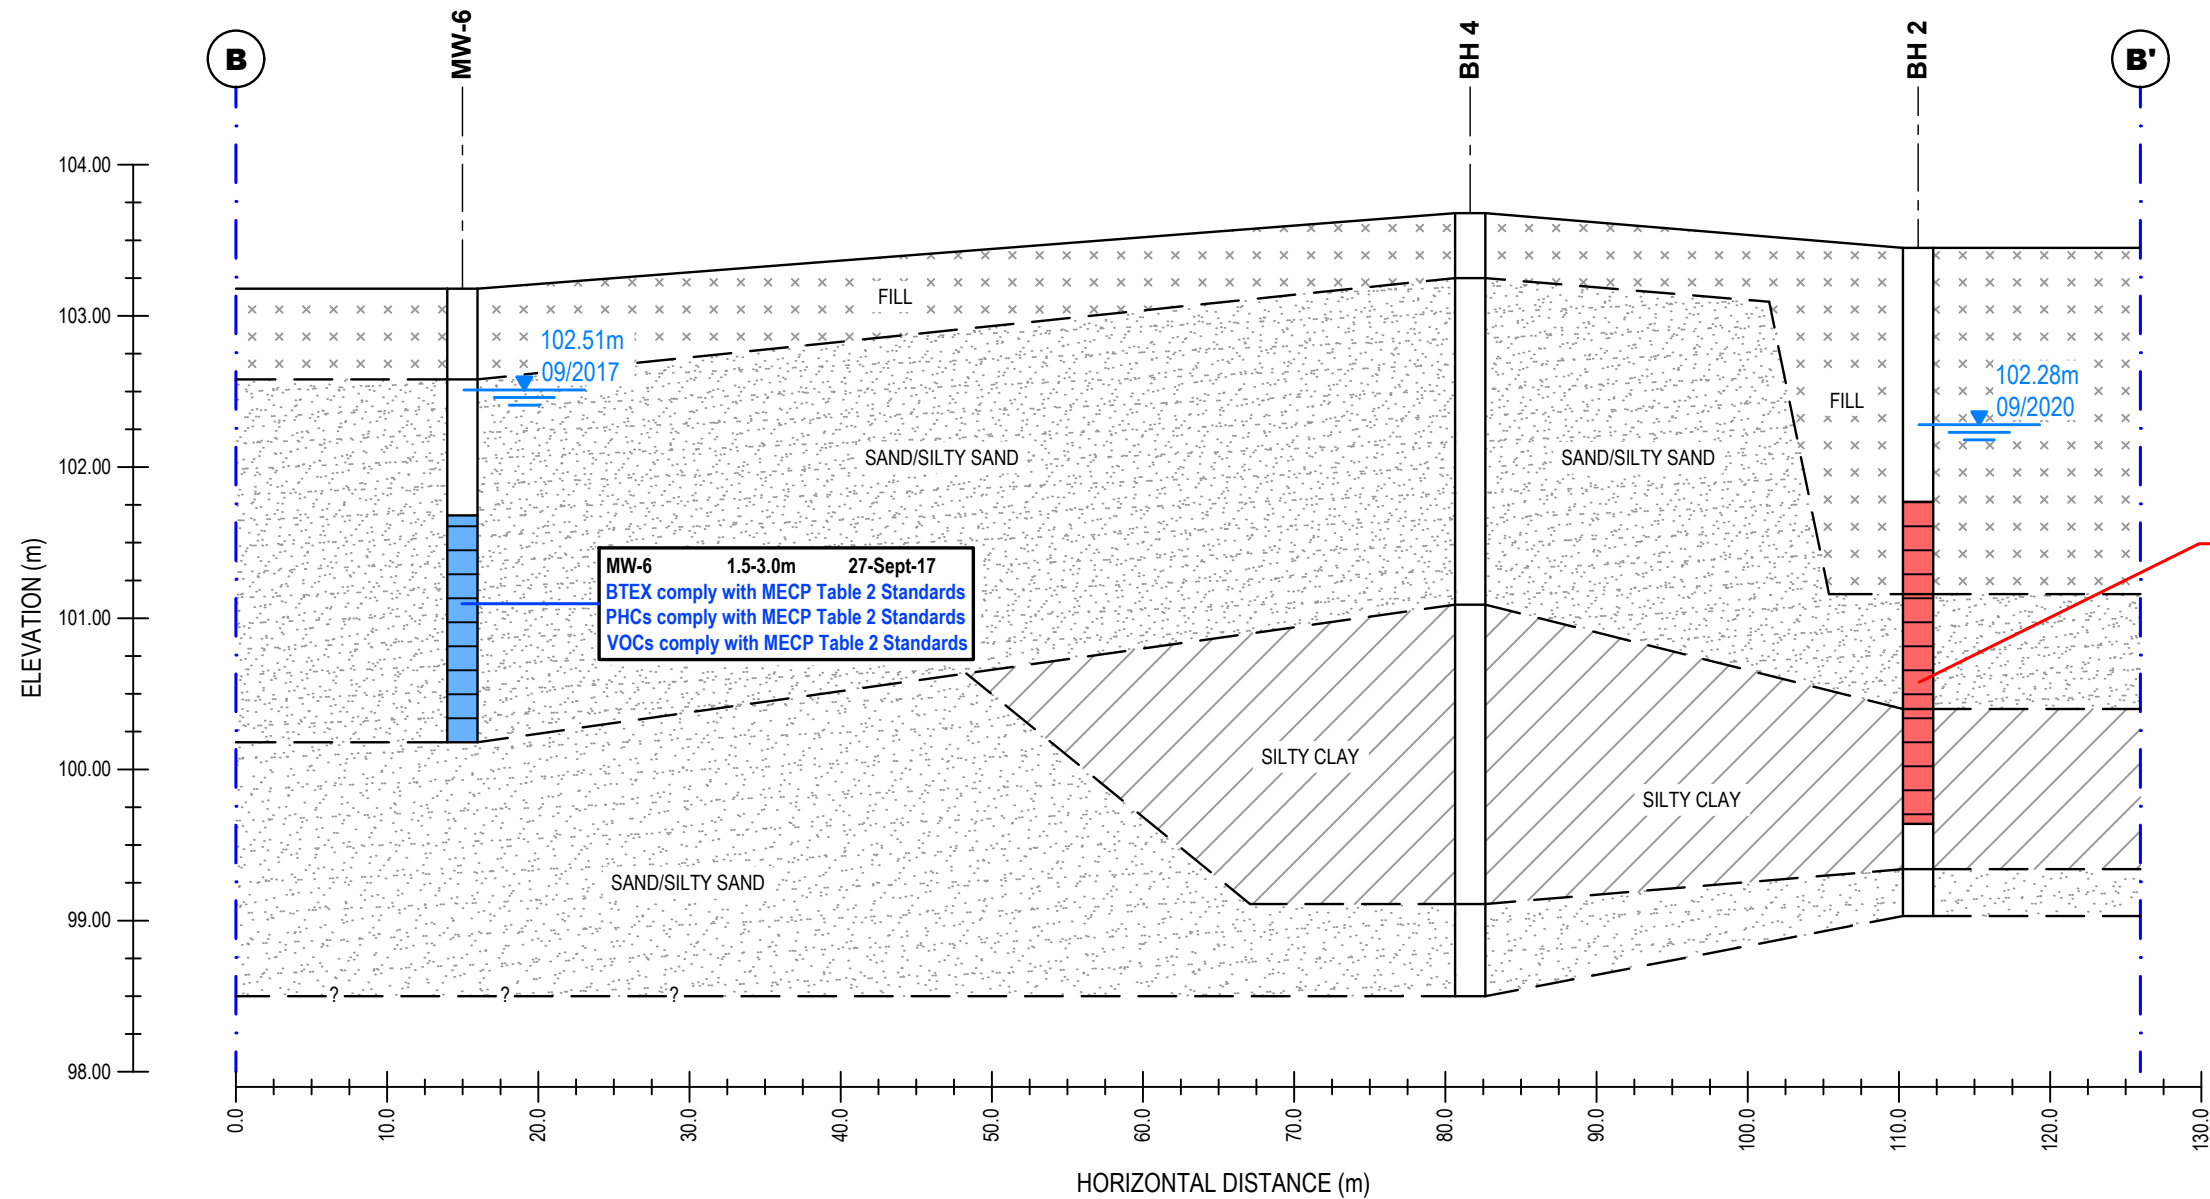 B
MW-6
BH 4
BH 2
B'
104.00
103.00
102.00
101.00
100.00
99.00
98.00
ELEVATION (m)
FILL
102.51m
09/2017
FILL
102.28m
09/2020
SAND/SILTY SAND
SAND/SILTY SAND
MW-6 1.5-3.0m 27-Sept-17
BTEX comply with MECP Table 2 Standards
PHCs comply with MECP Table 2 Standards
VOCs comply with MECP Table 2 Standards
SILTY CLAY
SILTY CLAY
SAND/SILTY SAND
? ? ?
0.0 10.0 20.0 30.0 40.0 50.0 60.0 70.0 80.0 90.0 100.0 110.0 120.0 130.0
HORIZONTAL DISTANCE (m)